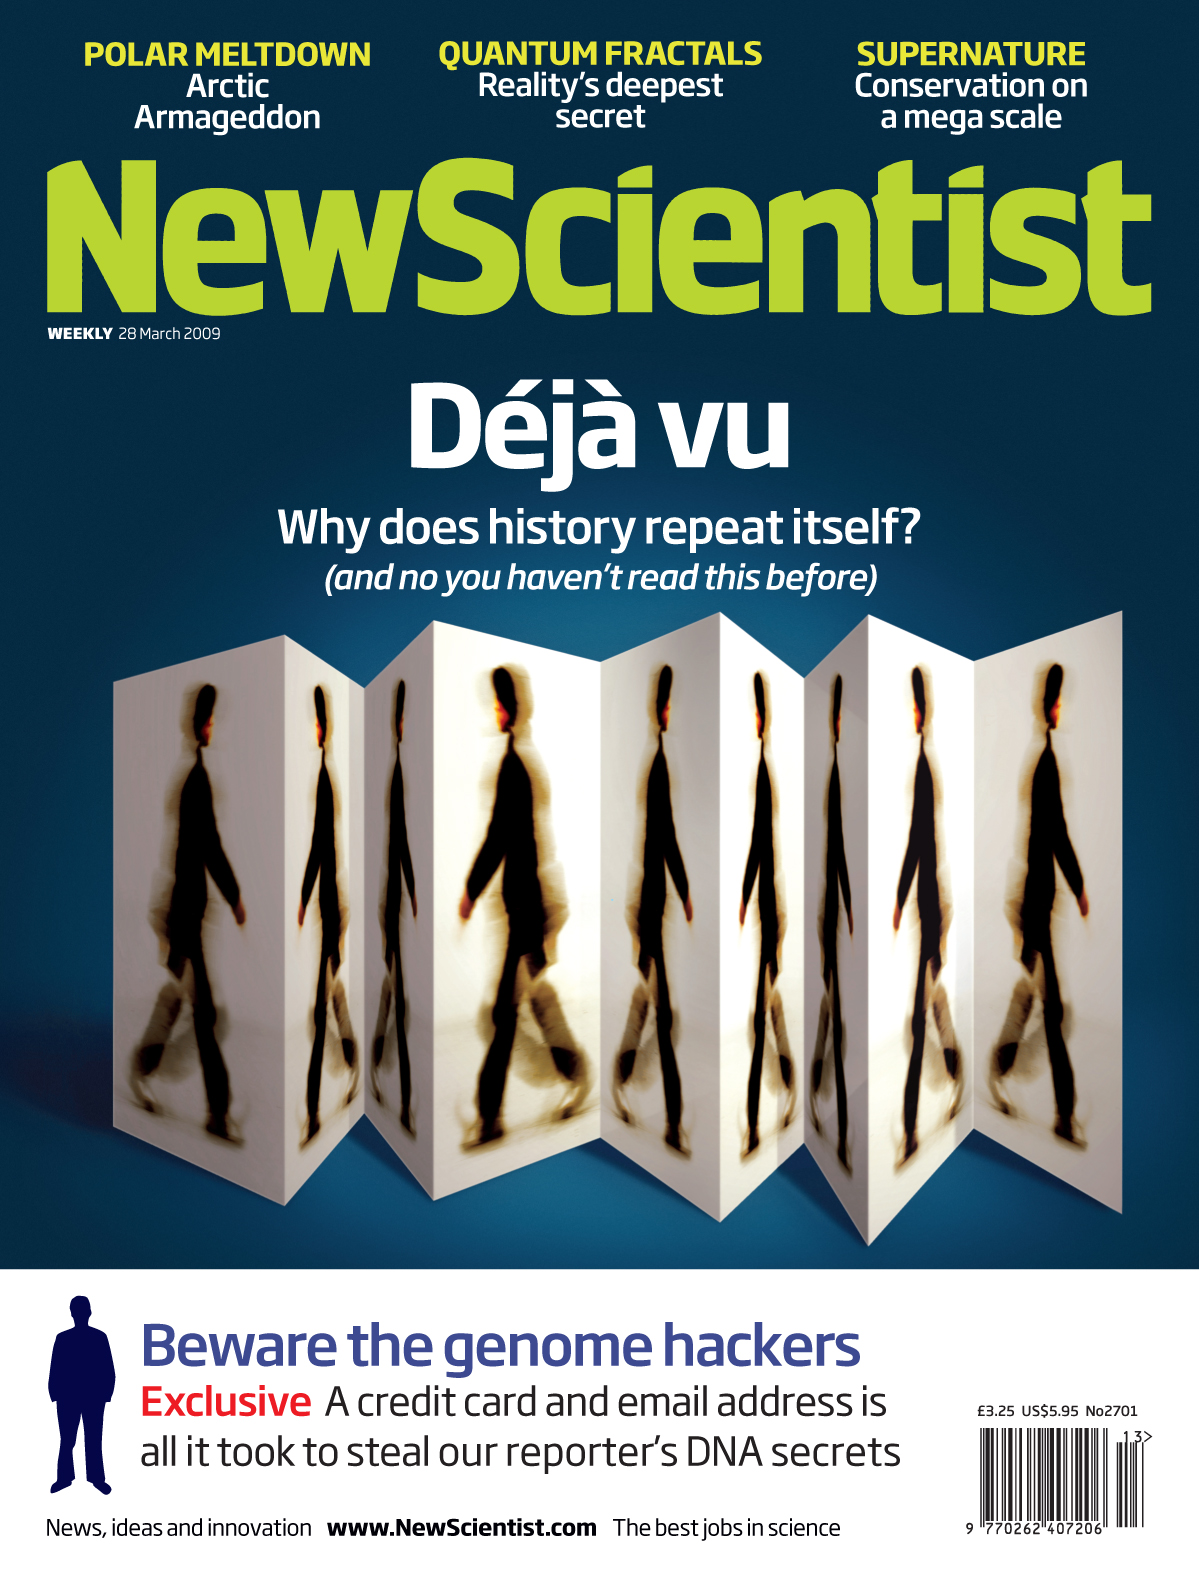 POLAR MELTDOWN
Arctic
Armageddon
QUANTUM FRACTALS
Reality's deepest
secret
SUPERNATURE
Conservation on
a mega scale
NewScientist
WEEKLY 28 March 2009
Déjà vu
Why does history repeat itself?
(and no you haven't read this before)
Beware the genome hackers
Exclusive A credit card and email address is
all it took to steal our reporter's DNA secrets
£3.25 US$5.95 No2701
13>
9 770262 407206
News, ideas and innovation www.NewScientist.com The best jobs in science